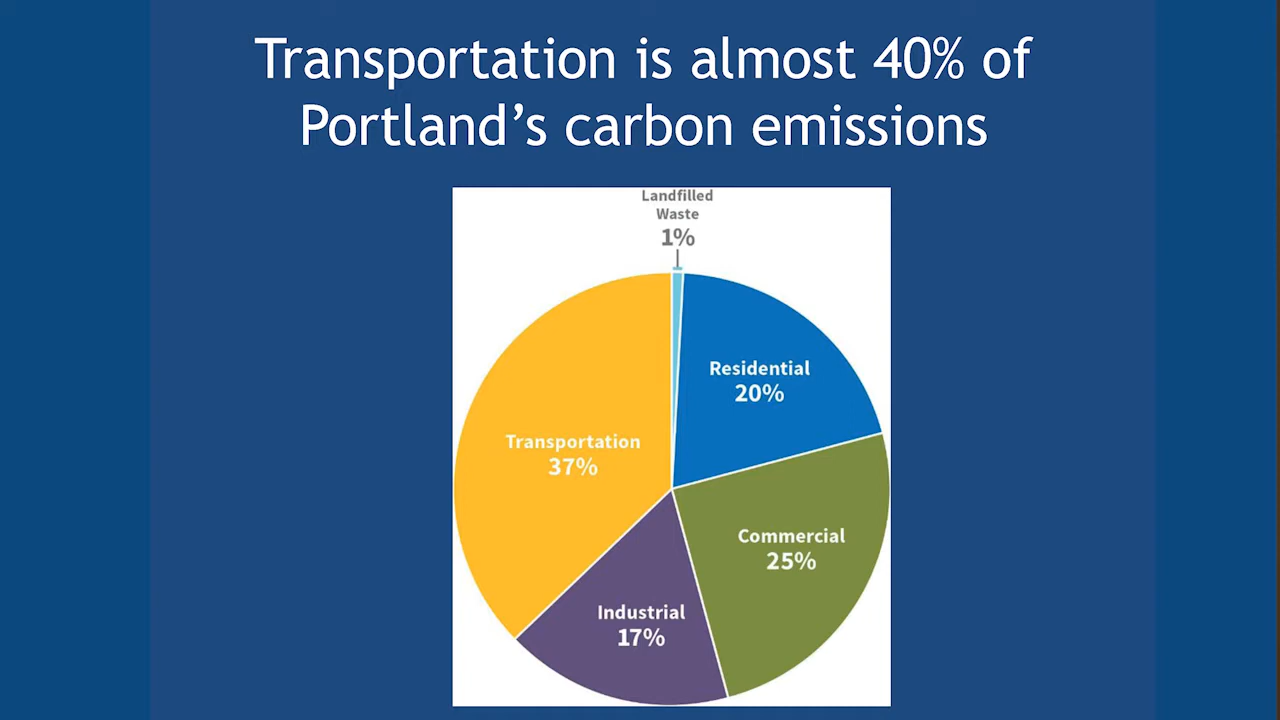 Transportation is almost 40% of
Portland’s carbon emissions
Landfilled
Waste
1%
Residential
20%
Transportation
37%
Commercial
25%
Industrial
17%